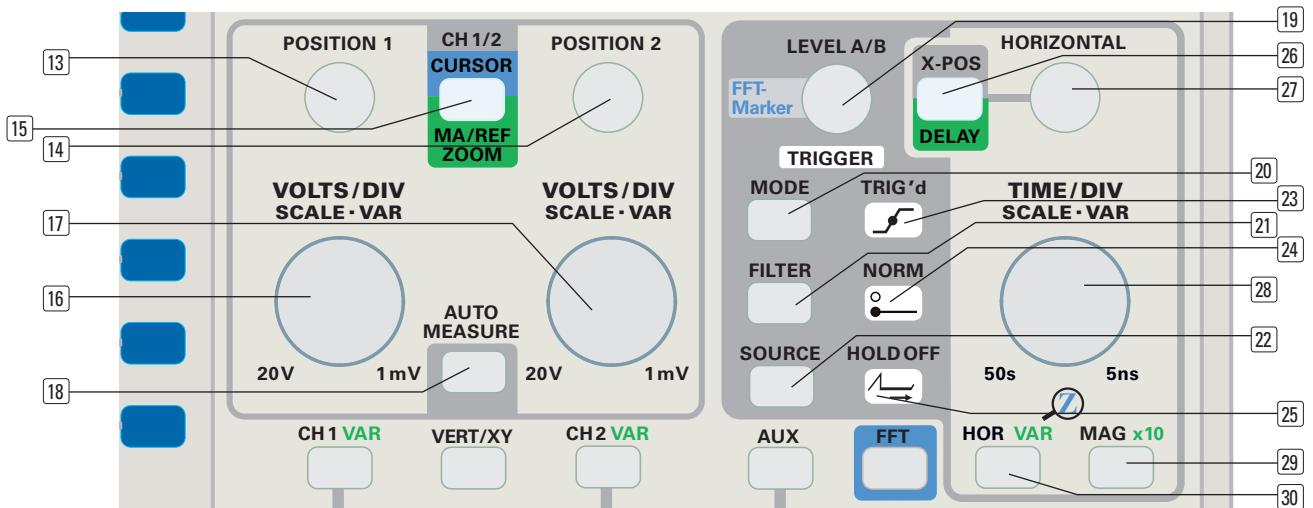 POSITION 1
CH 1/2
CURSOR
MA/REF
ZOOM
POSITION 2
13
15
14
VOLTS/DIV
SCALE · VAR
VOLTS/DIV
SCALE · VAR
17
16
20V
1mV
AUTO
MEASURE
20V
1mV
18
CH 1 VAR
VERT/XY
CH2 VAR
LEVEL A/B
FFT-
Marker
X-POS
DELAY
HORIZONTAL
19
26
27
TRIGGER
MODE
TRIG'd
TIME/DIV
SCALE · VAR
20
23
21
FILTER
NORM
24
28
SOURCE
HOLD OFF
50s
5ns
22
Z
25
AUX
FFT
HOR VAR
MAG x10
29
30